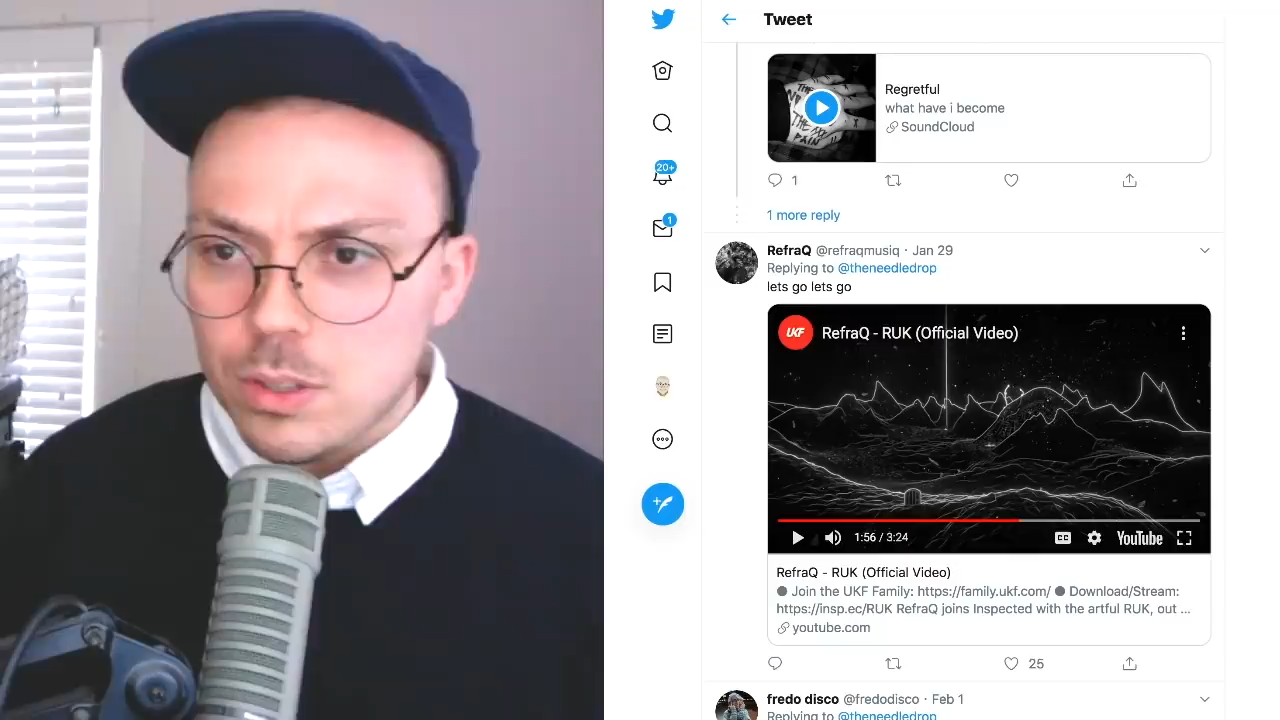 Tweet
Regretful
what have i become
SoundCloud
1
1 more reply
20+
1
RefraQ @refraqmusiq · Jan 29
Replying to @theneedledrop
lets go lets go
UKF RefraQ - RUK (Official Video)
1:56 / 3:24
CC
YouTube
RefraQ - RUK (Official Video)
● Join the UKF Family: https://family.ukf.com/ ● Download/Stream:
https://insp.ec/RUK RefraQ joins Inspected with the artful RUK, out ...
youtube.com
25
fredo disco @fredodisco · Feb 1
Replying to @theneedledrop